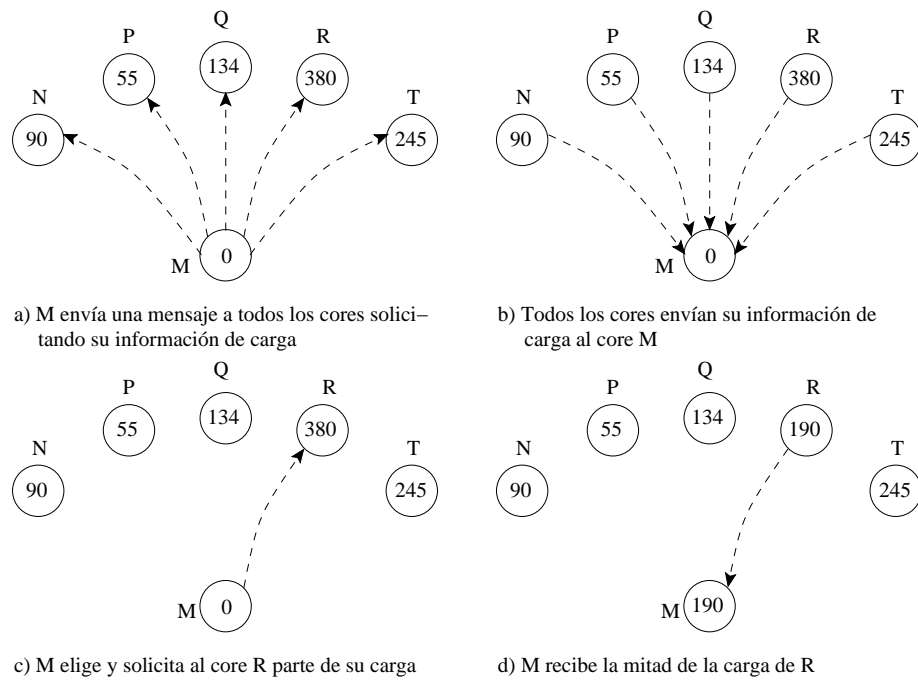 P Q R
55 134 380
N T
90 245
M 0
a) M envía una mensaje a todos los cores solici–
tando su información de carga
P Q R
55 134 380
N T
90 245
M 0
b) Todos los cores envían su información de
carga al core M
P Q R
55 134 380
N T
90 245
M 0
c) M elige y solicita al core R parte de su carga
P Q R
55 134 190
N T
90 245
M 190
d) M recibe la mitad de la carga de R